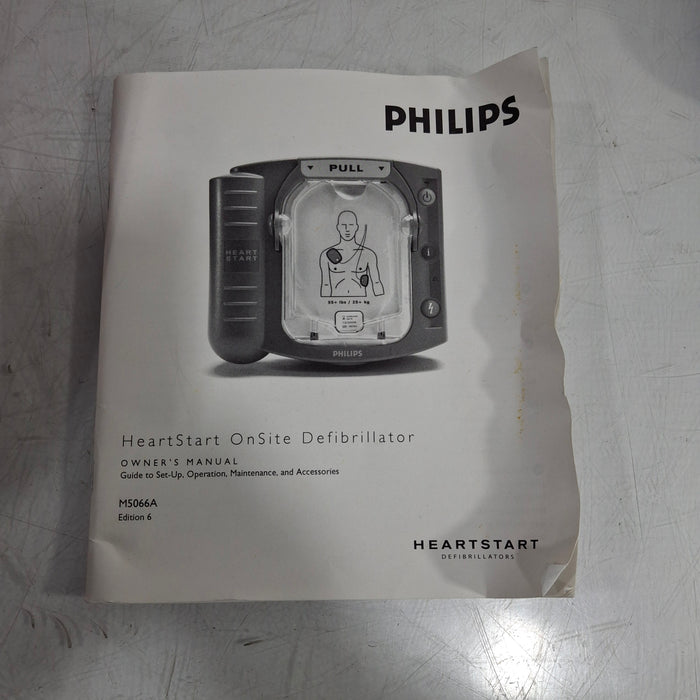 PHILIPS
PULL
HEART
START
i
55+ lbs / 25+ kg
PHILIPS
HeartStart OnSite Defibrillator
OWNER'S MANUAL
Guide to Set-Up, Operation, Maintenance, and Accessories
M5066A
Edition 6
HEARTSTART
DEFIBRILLATORS